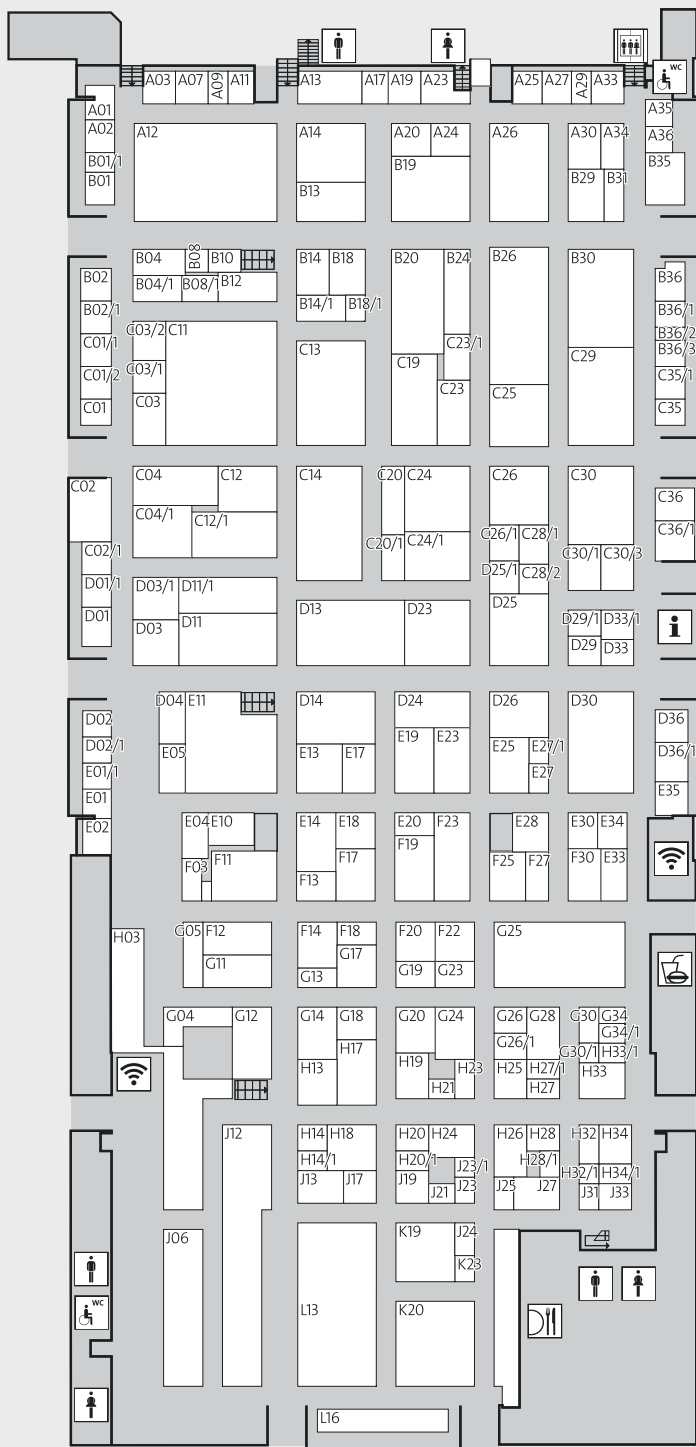 A03 A07 A09 A11 A13 A17 A19 A23 A25 A27 A29 A33
WC
A01 A35
A02 A12 A14 A20 A24 A26 A30 A34 A36
B01/1 B19 B35
B01 B13 B29 B31
B04 B08 B10 B14 B18 B20 B24 B26 B30
B02 B04/1 B08/1 B12 B36
B02/1 B14/1 B18/1 B36/1
C03/2 C11 B36/2
C01/1 C13 C23/1 C29 B36/3
C01/2 C03/1 C19 C35/1
C01 C03 C23 C25 C35
C02 C04 C12 C14 C20 C24 C26 C30 C36
C04/1 C12/1 C26/1 C28/1 C36/1
C02/1 C20/1 C24/1 C30/1 C30/3
D01/1 D03/1 D11/1 D25/1 C28/2
D01 D03 D11 D13 D23 D25 D29/1 D33/1
D29 D33
i
D02 D04 E11 D14 D24 D26 D30 D36
D02/1 E05 E13 E17 E19 E23 E25 E27/1 D36/1
E01/1 E27
E01 E35
E02 E04 E10 E14 E18 E20 F23 E28 E30 E34
F03 F11 F13 F17 F19 F25 F27 F30 E33
H03 G05 F12 F14 F18 F20 F22 G25
G11 G13 G17 G19 G23
G04 G12 G14 G18 G20 G24 G26 G28 G30 G34
H17 G26/1 G34/1
G30/1 H33/1
H13 H19 H23 H25 H27/1 H33
H21 H27
J12 H14 H18 H20 H24 H26 H28 H32 H34
H14/1 H20/1 J23/1 H28/1 H32/1 H34/1
J13 J17 J19 J21 J23 J25 J27 J31 J33
J06 K19 J24
K23
WC
L13 K20
L16